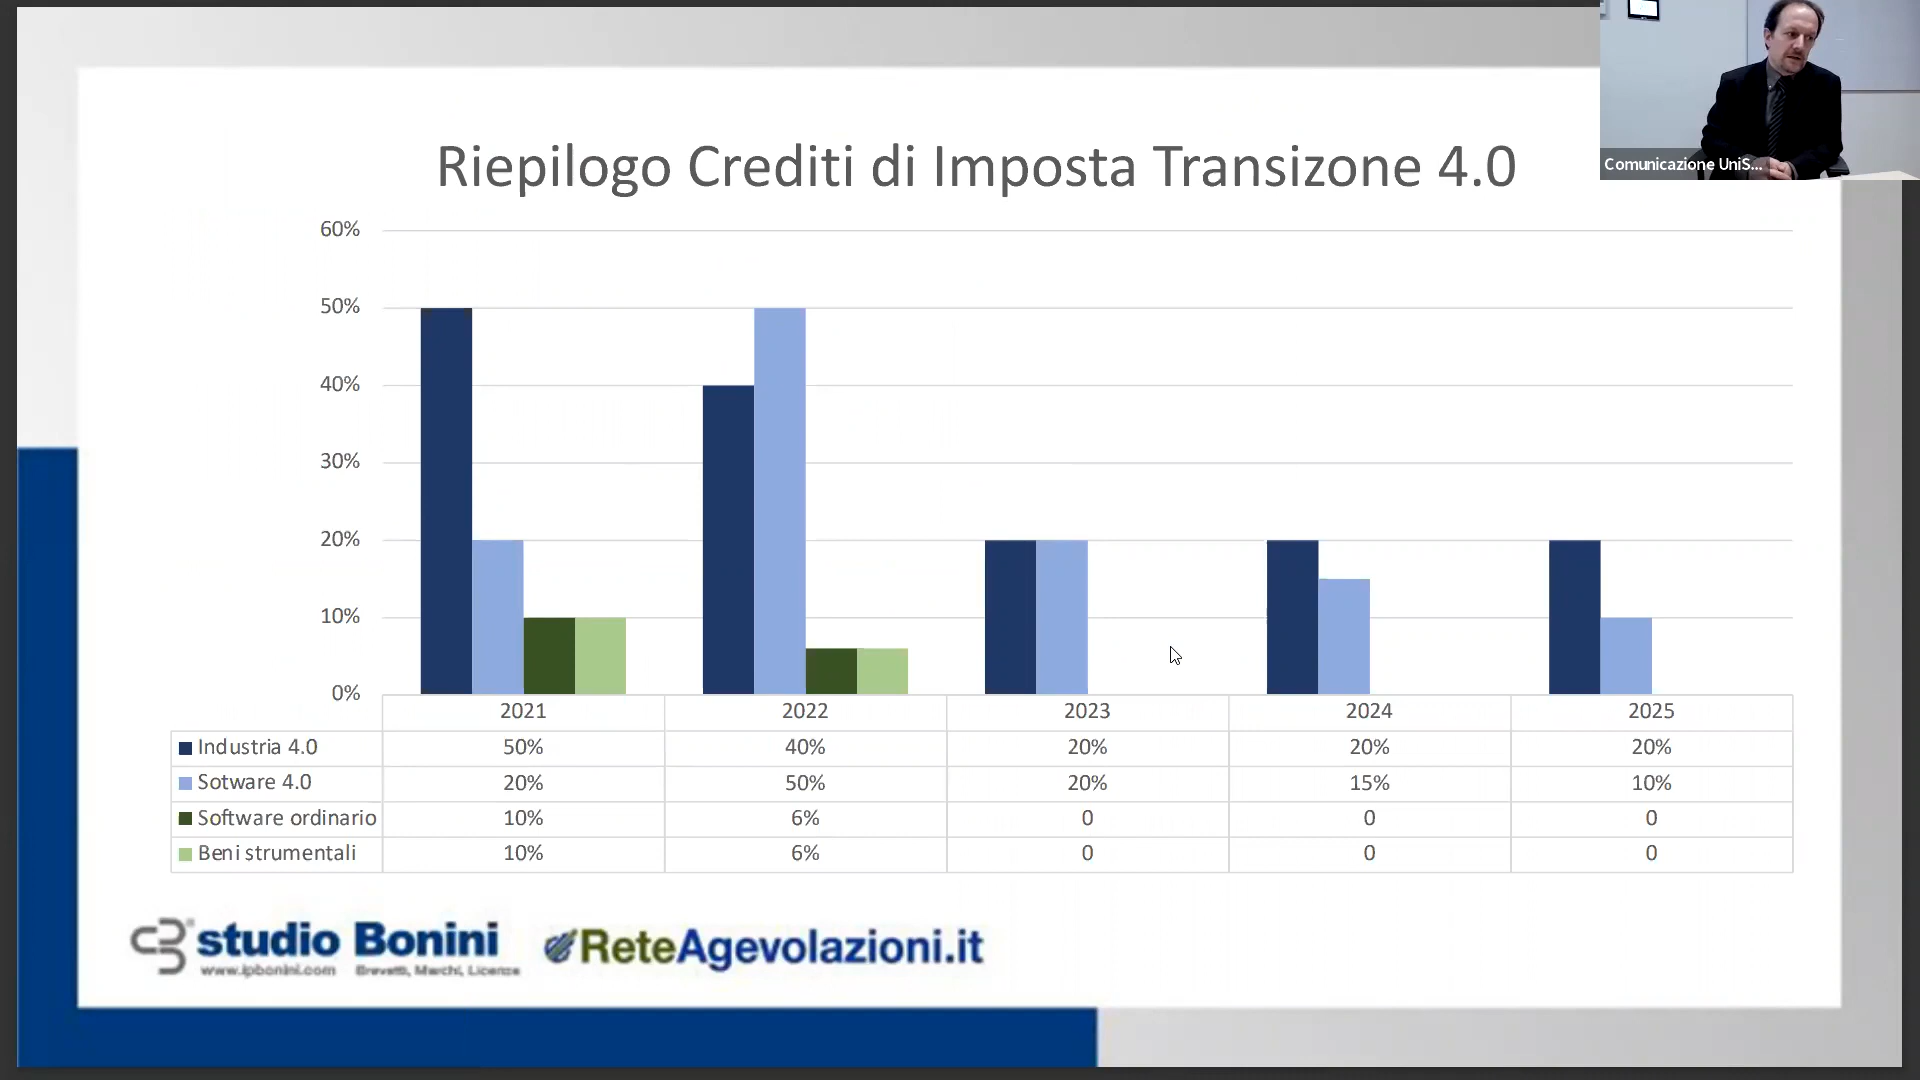 Comunicazione UniS...
Riepilogo Crediti di Imposta Transizone 4.0
60%
50%
40%
30%
20%
10%
0%
2021 2022 2023 2024 2025
Industria 4.0 50% 40% 20% 20% 20%
Sotware 4.0 20% 50% 20% 15% 10%
Software ordinario 10% 6% 0 0 0
Beni strumentali 10% 6% 0 0 0
studio Bonini
www.ipbonini.com Brevetti, Marchi, Licenze
ReteAgevolazioni.it